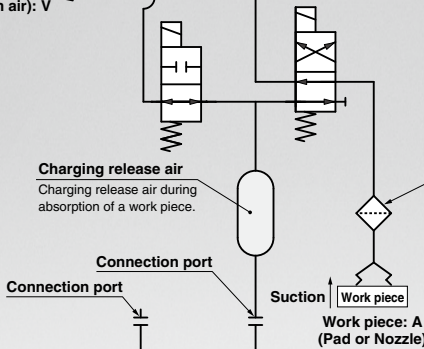 n air): V
Charging release air
Charging release air during
absorption of a work piece.
Connection port
Connection port
Suction
Work piece
Work piece: A
(Pad or Nozzle)